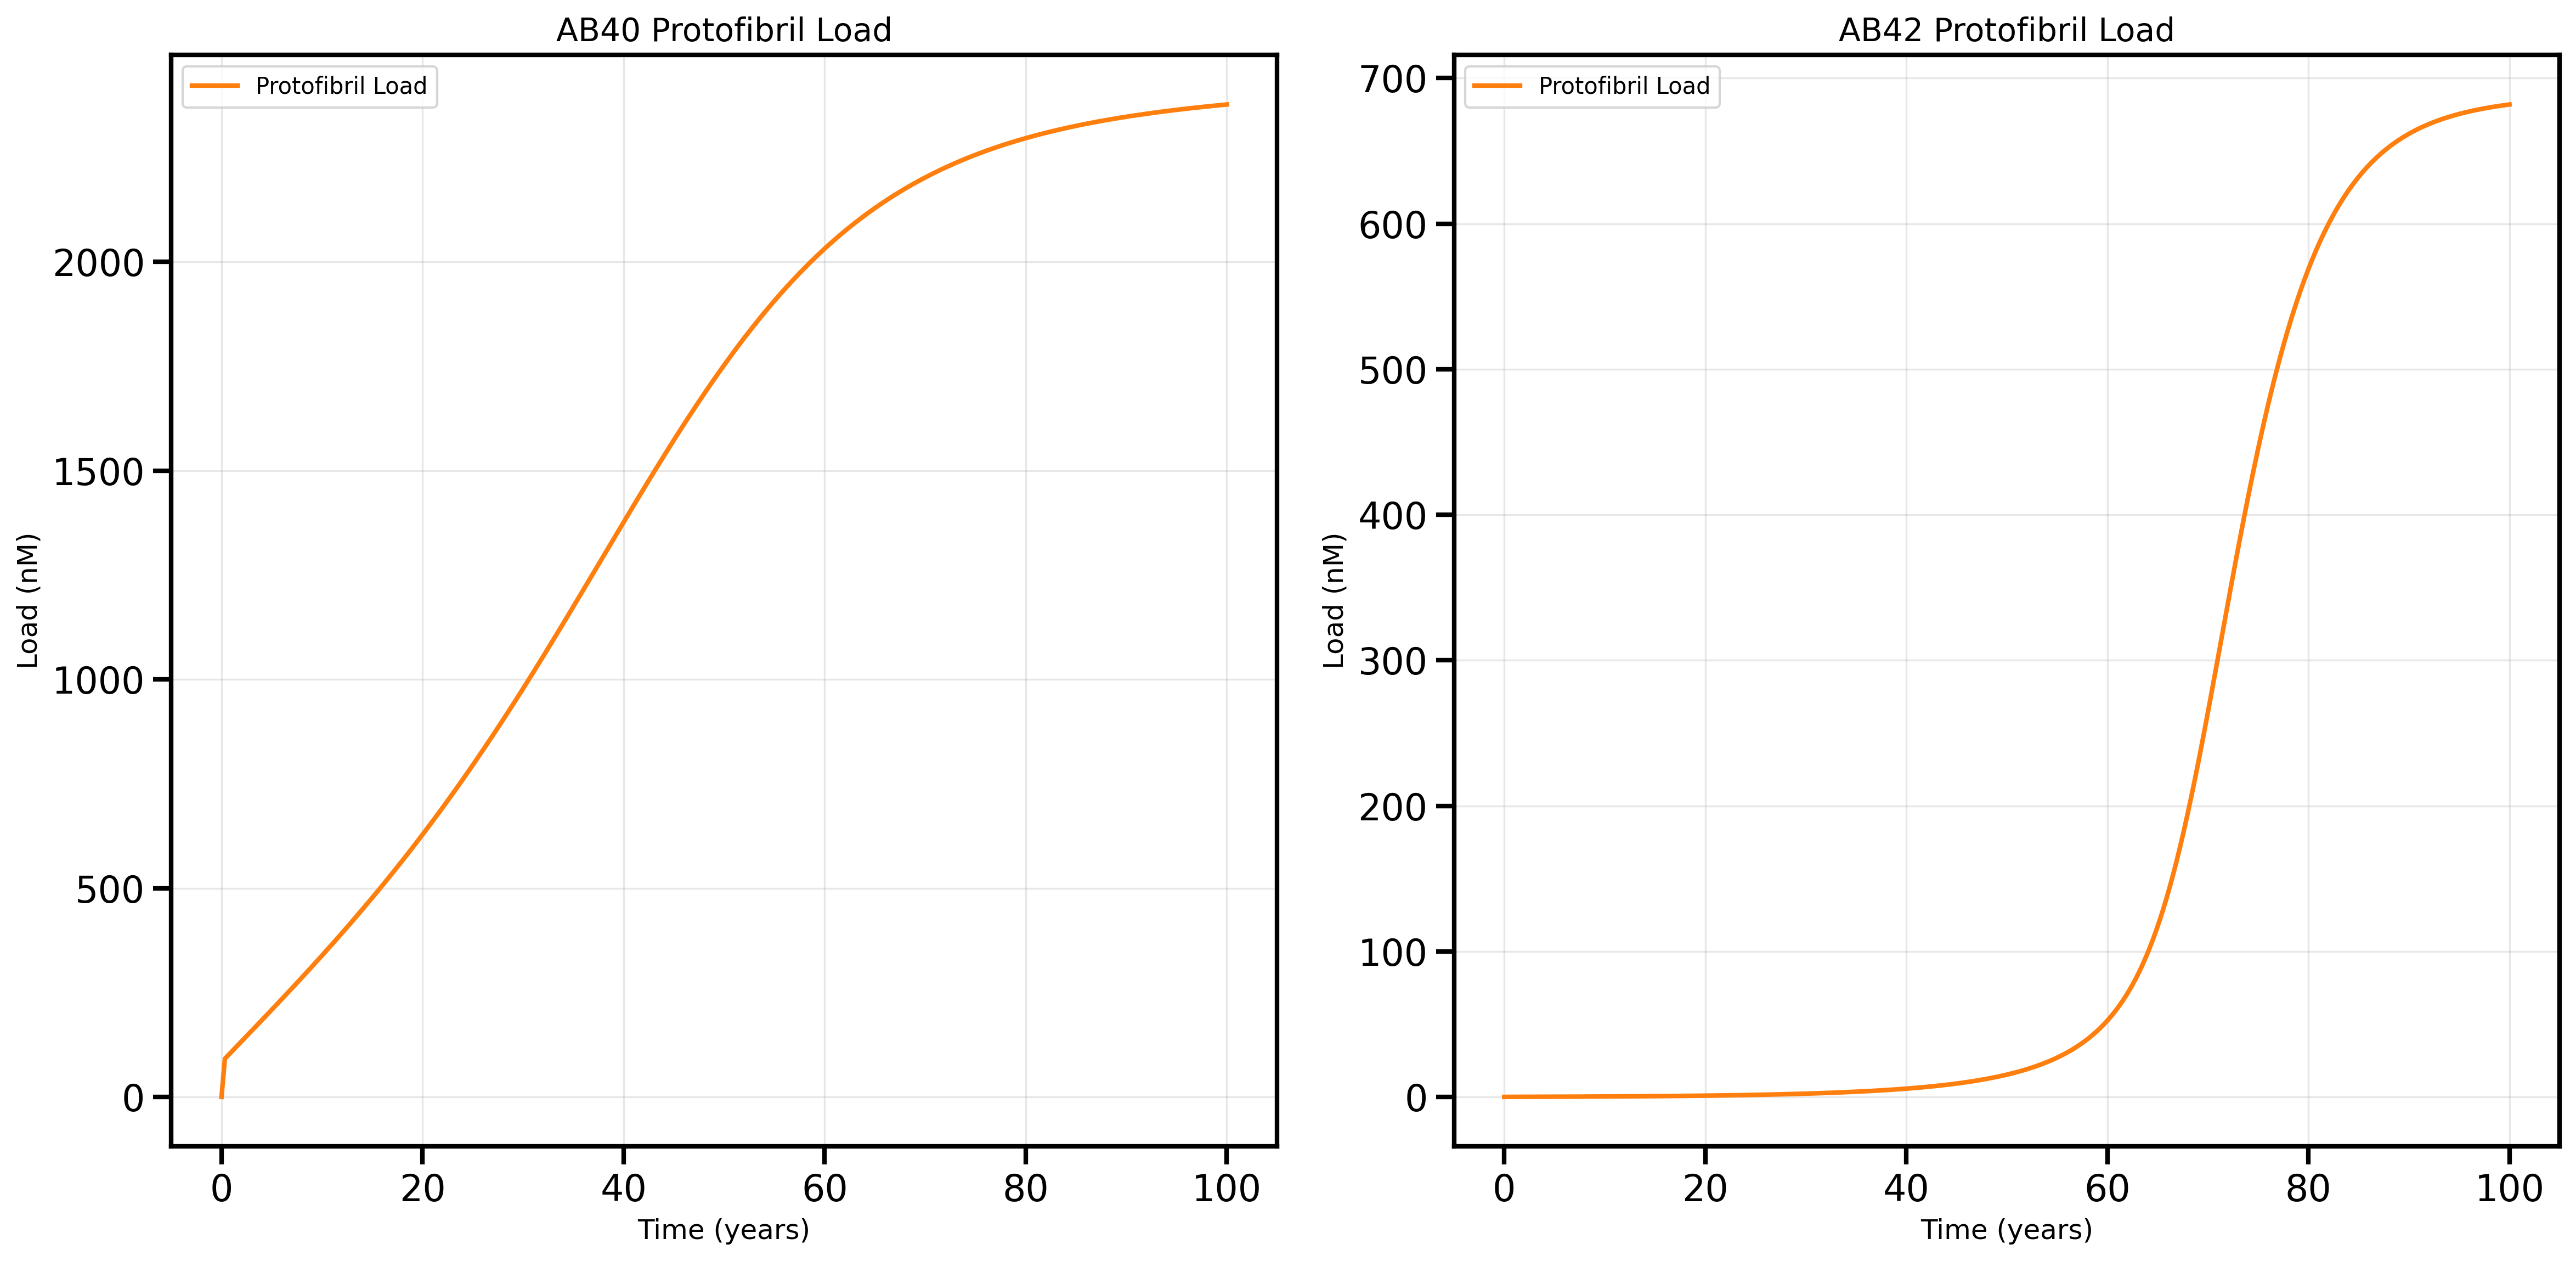 AB40 Protofibril Load
Protofibril Load
Load (nM)
2000
1500
1000
500
0
0 20 40 60 80 100
Time (years)
AB42 Protofibril Load
Protofibril Load
Load (nM)
700
600
500
400
300
200
100
0
0 20 40 60 80 100
Time (years)